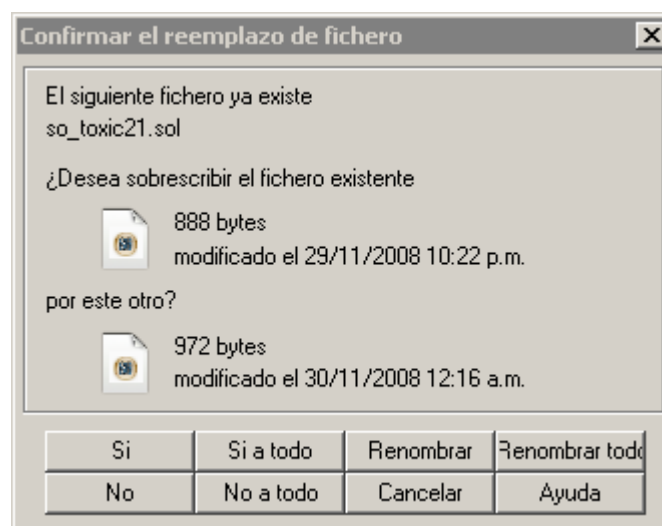 Confirmar el reemplazo de fichero
El siguiente fichero ya existe
so_toxic21.sol
¿Desea sobrescribir el fichero existente
888 bytes
modificado el 29/11/2008 10:22 p.m.
por este otro?
972 bytes
modificado el 30/11/2008 12:16 a.m.
Si Si a todo Renombrar Renombrar todo
No No a todo Cancelar Ayuda